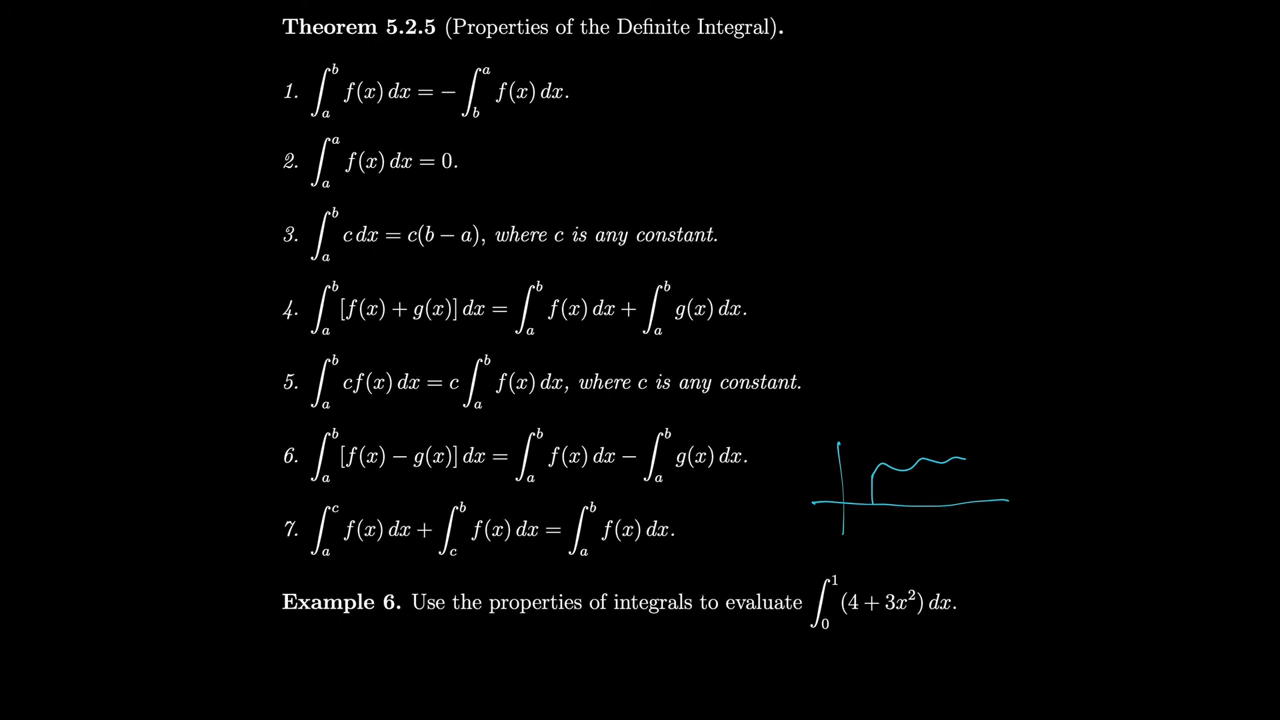 Theorem 5.2.5 (Properties of the Definite Integral).
1. ∫_a^b f(x) dx = − ∫_b^a f(x) dx.
2. ∫_a^a f(x) dx = 0.
3. ∫_a^b c dx = c(b − a), where c is any constant.
4. ∫_a^b [f(x) + g(x)] dx = ∫_a^b f(x) dx + ∫_a^b g(x) dx.
5. ∫_a^b cf(x) dx = c ∫_a^b f(x) dx, where c is any constant.
6. ∫_a^b [f(x) − g(x)] dx = ∫_a^b f(x) dx − ∫_a^b g(x) dx.
7. ∫_a^c f(x) dx + ∫_c^b f(x) dx = ∫_a^b f(x) dx.
Example 6. Use the properties of integrals to evaluate ∫_0^1 (4 + 3x²) dx.